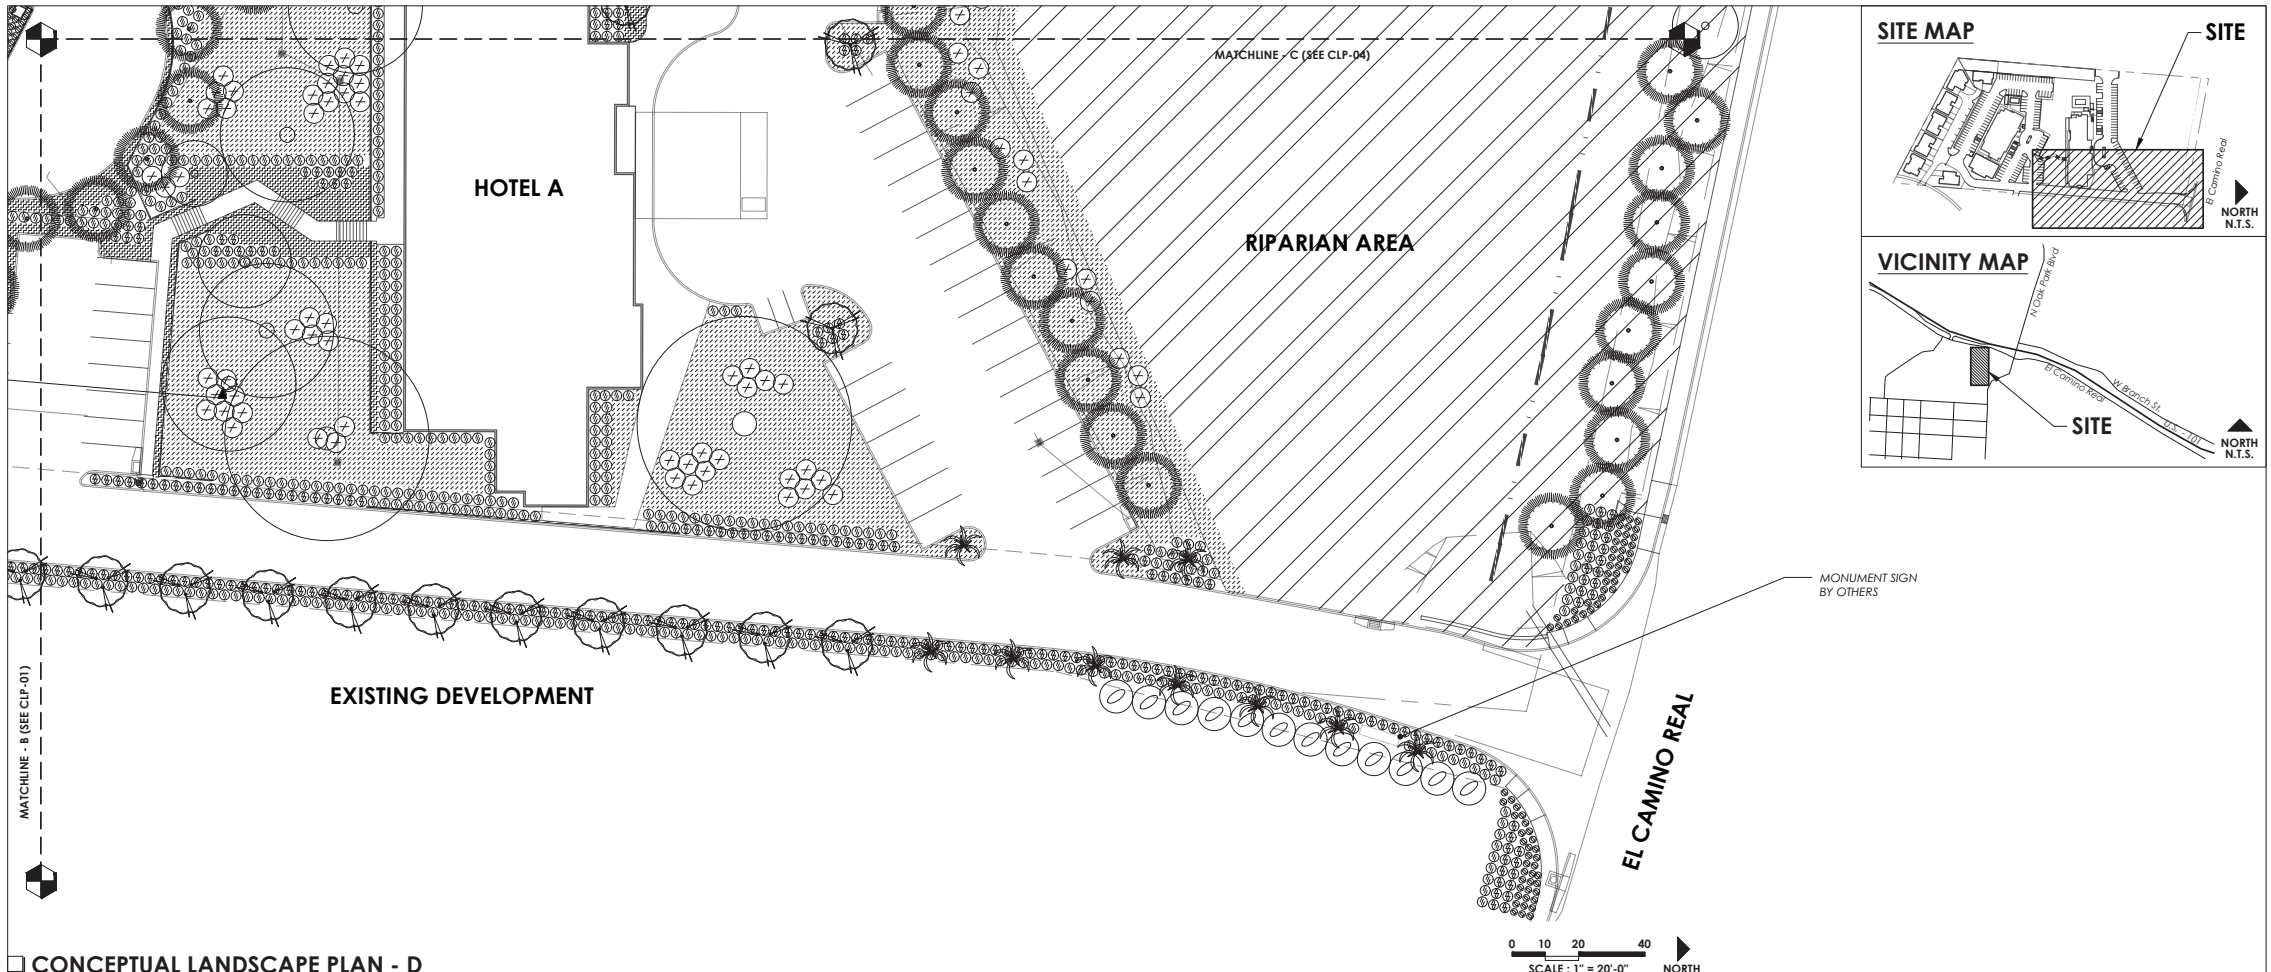 MATCHLINE - C (SEE CLP-04)
HOTEL A
RIPARIAN AREA
SITE MAP
SITE
El Camino Real
NORTH
N.T.S.
VICINITY MAP
N Oak Park Blvd
El Camino Real
W Branch St.
U.S. - 101
SITE
NORTH
N.T.S.
MONUMENT SIGN
BY OTHERS
MATCHLINE - B (SEE CLP-01)
EXISTING DEVELOPMENT
EL CAMINO REAL
CONCEPTUAL LANDSCAPE PLAN - D
0 10 20 40
SCALE : 1" = 20'-0"
NORTH